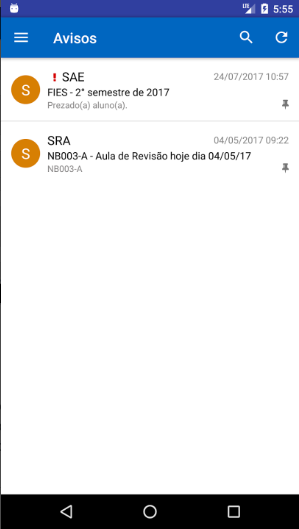 LTE 5:55
Avisos
S ! SAE 24/07/2017 10:57
FIES - 2° semestre de 2017
Prezado(a) aluno(a).
S SRA 04/05/2017 09:22
NB003-A - Aula de Revisão hoje dia 04/05/17
NB003-A